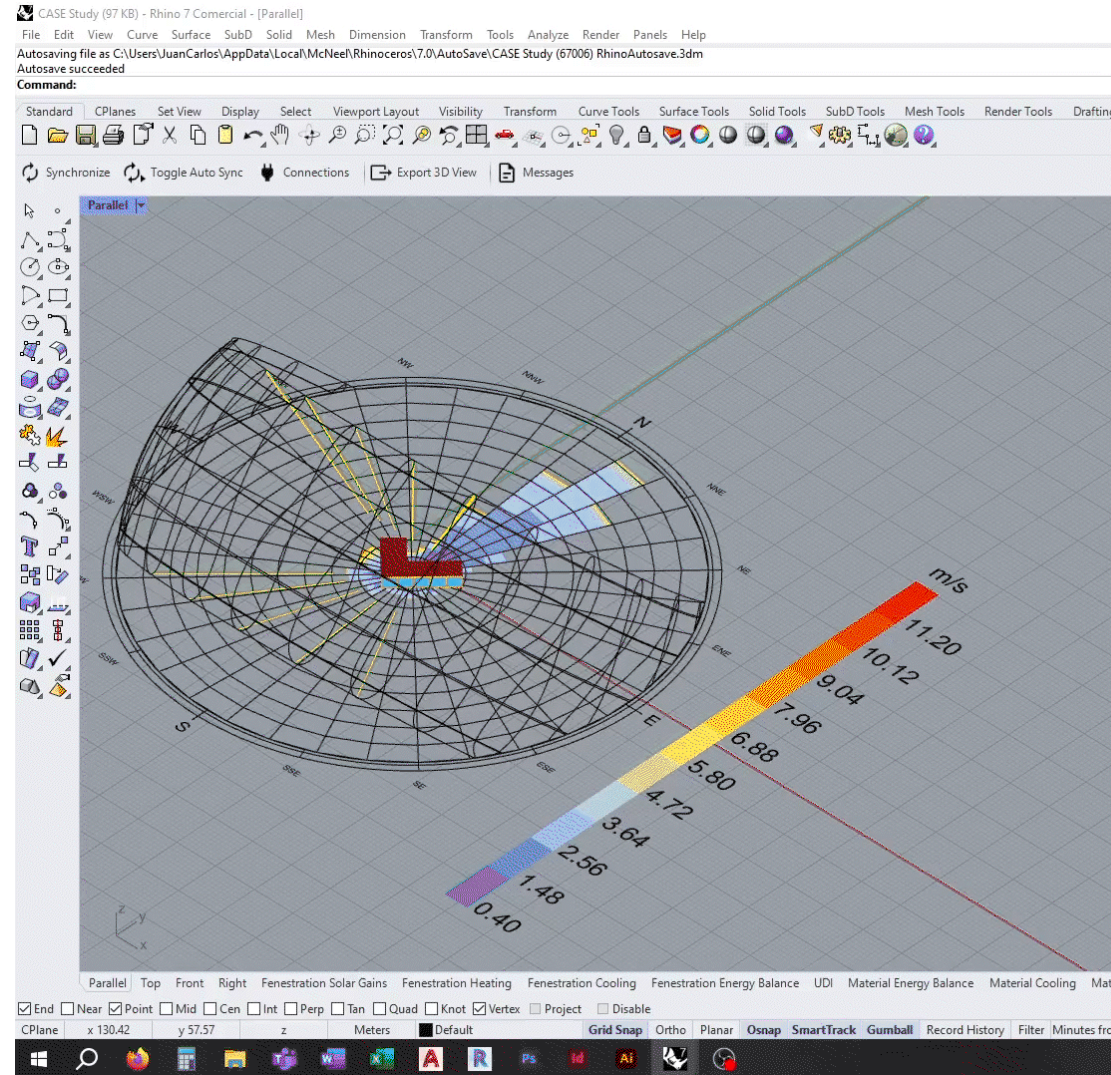 CASE Study (97 KB) - Rhino 7 Comercial - [Parallel]
File Edit View Curve Surface SubD Solid Mesh Dimension Transform Tools Analyze Render Panels Help
Autosaving file as C:\Users\JuanCarlos\AppData\Local\McNeel\Rhinoceros\7.0\AutoSave\CASE Study (67006) RhinoAutosave.3dm
Autosave succeeded
Command:
Standard CPlanes Set View Display Select Viewport Layout Visibility Transform Curve Tools Surface Tools Solid Tools SubD Tools Mesh Tools Render Tools Draftin
Synchronize Toggle Auto Sync Connections Export 3D View Messages
Parallel
NW
NNW
N
NNE
WSW
NE
W
m/s
11.20
SSW
ENE
10.12
9.04
S
E
7.96
6.88
SSE
ESE
5.80
SE
4.72
3.64
2.56
1.48
0.40
z y
x
Parallel Top Front Right Fenestration Solar Gains Fenestration Heating Fenestration Cooling Fenestration Energy Balance UDI Material Energy Balance Material Cooling Mat
End Near Point Mid Cen Int Perp Tan Quad Knot Vertex Project Disable
CPlane x 130.42 y 57.57 z Meters Default Grid Snap Ortho Planar Osnap SmartTrack Gumball Record History Filter Minutes fro
A R Ps Id Ai